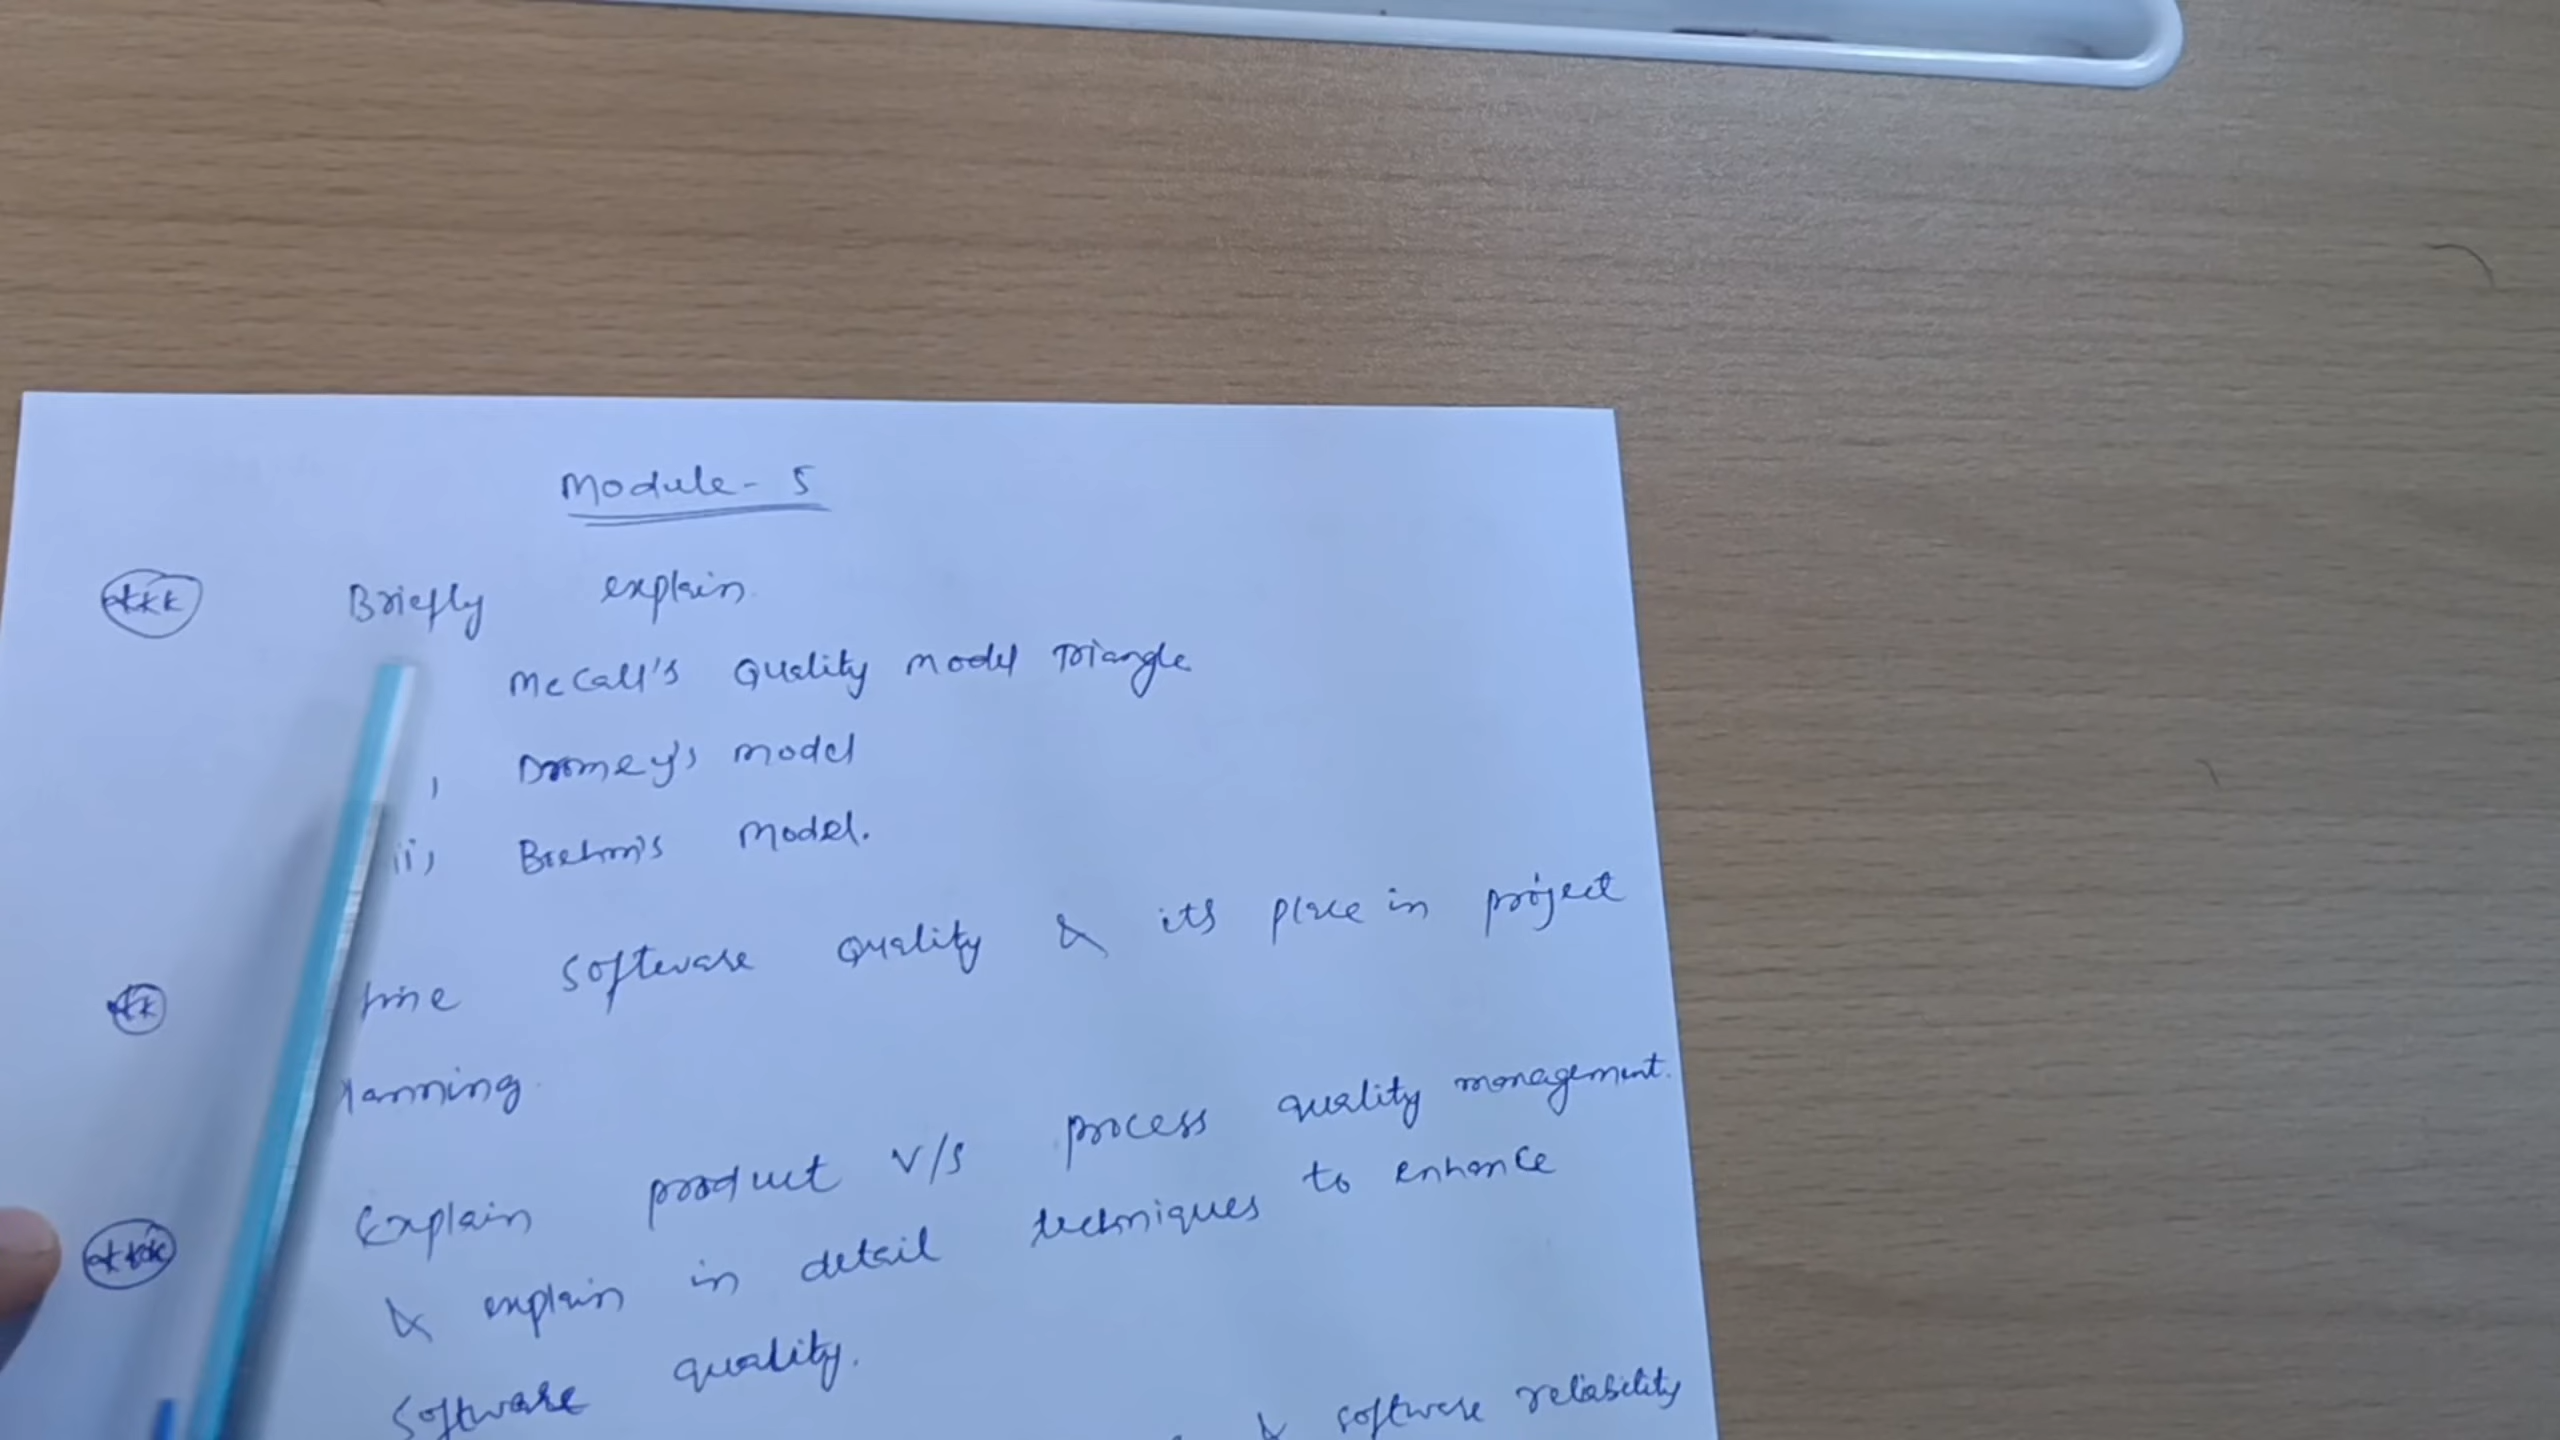 Module - 5
*** Briefly explain.
McCall's Quality model Triangle
Dromey's model
ii) Boehm's Model.
** Software Quality & its place in project
Explain product v/s process quality management.
*** & explain in detail techniques to enhance
Software quality.
& software reliability